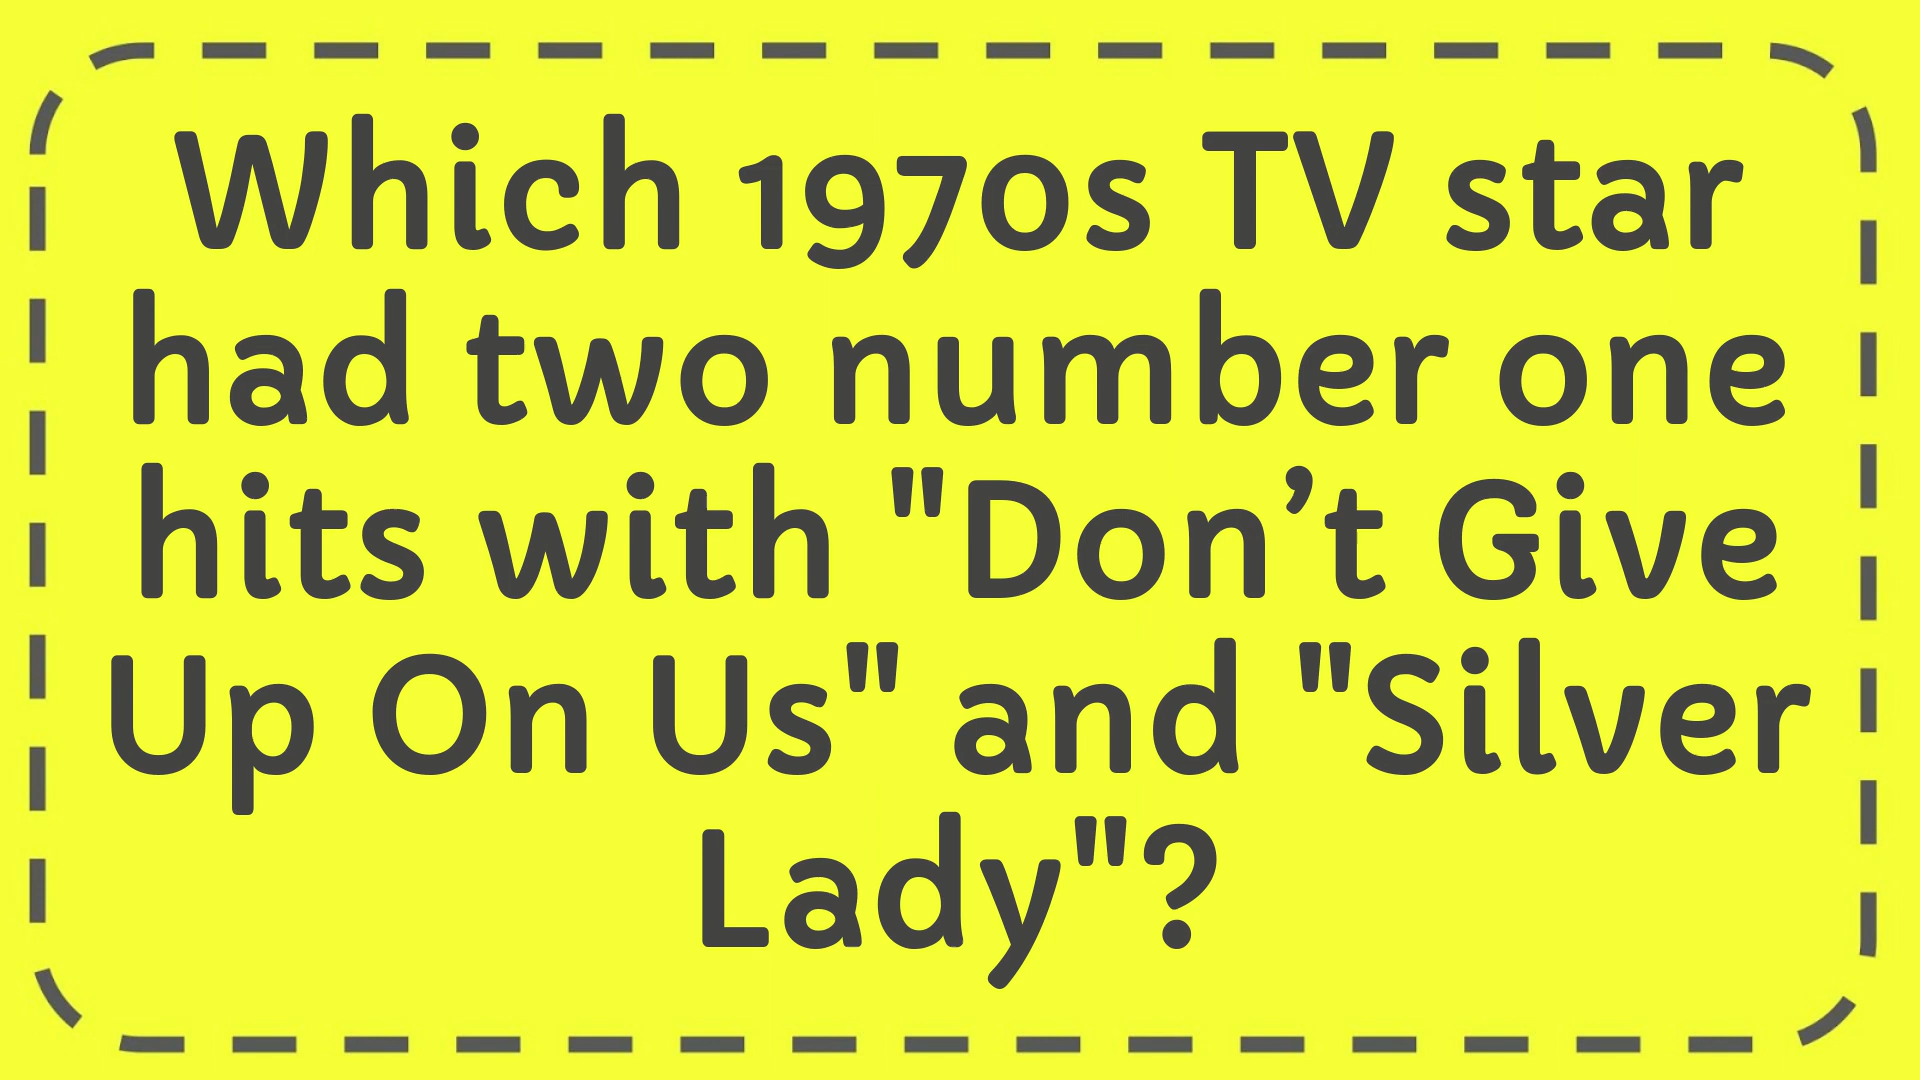 Which 1970s TV star
had two number one
hits with "Don’t Give
Up On Us" and "Silver
Lady"?